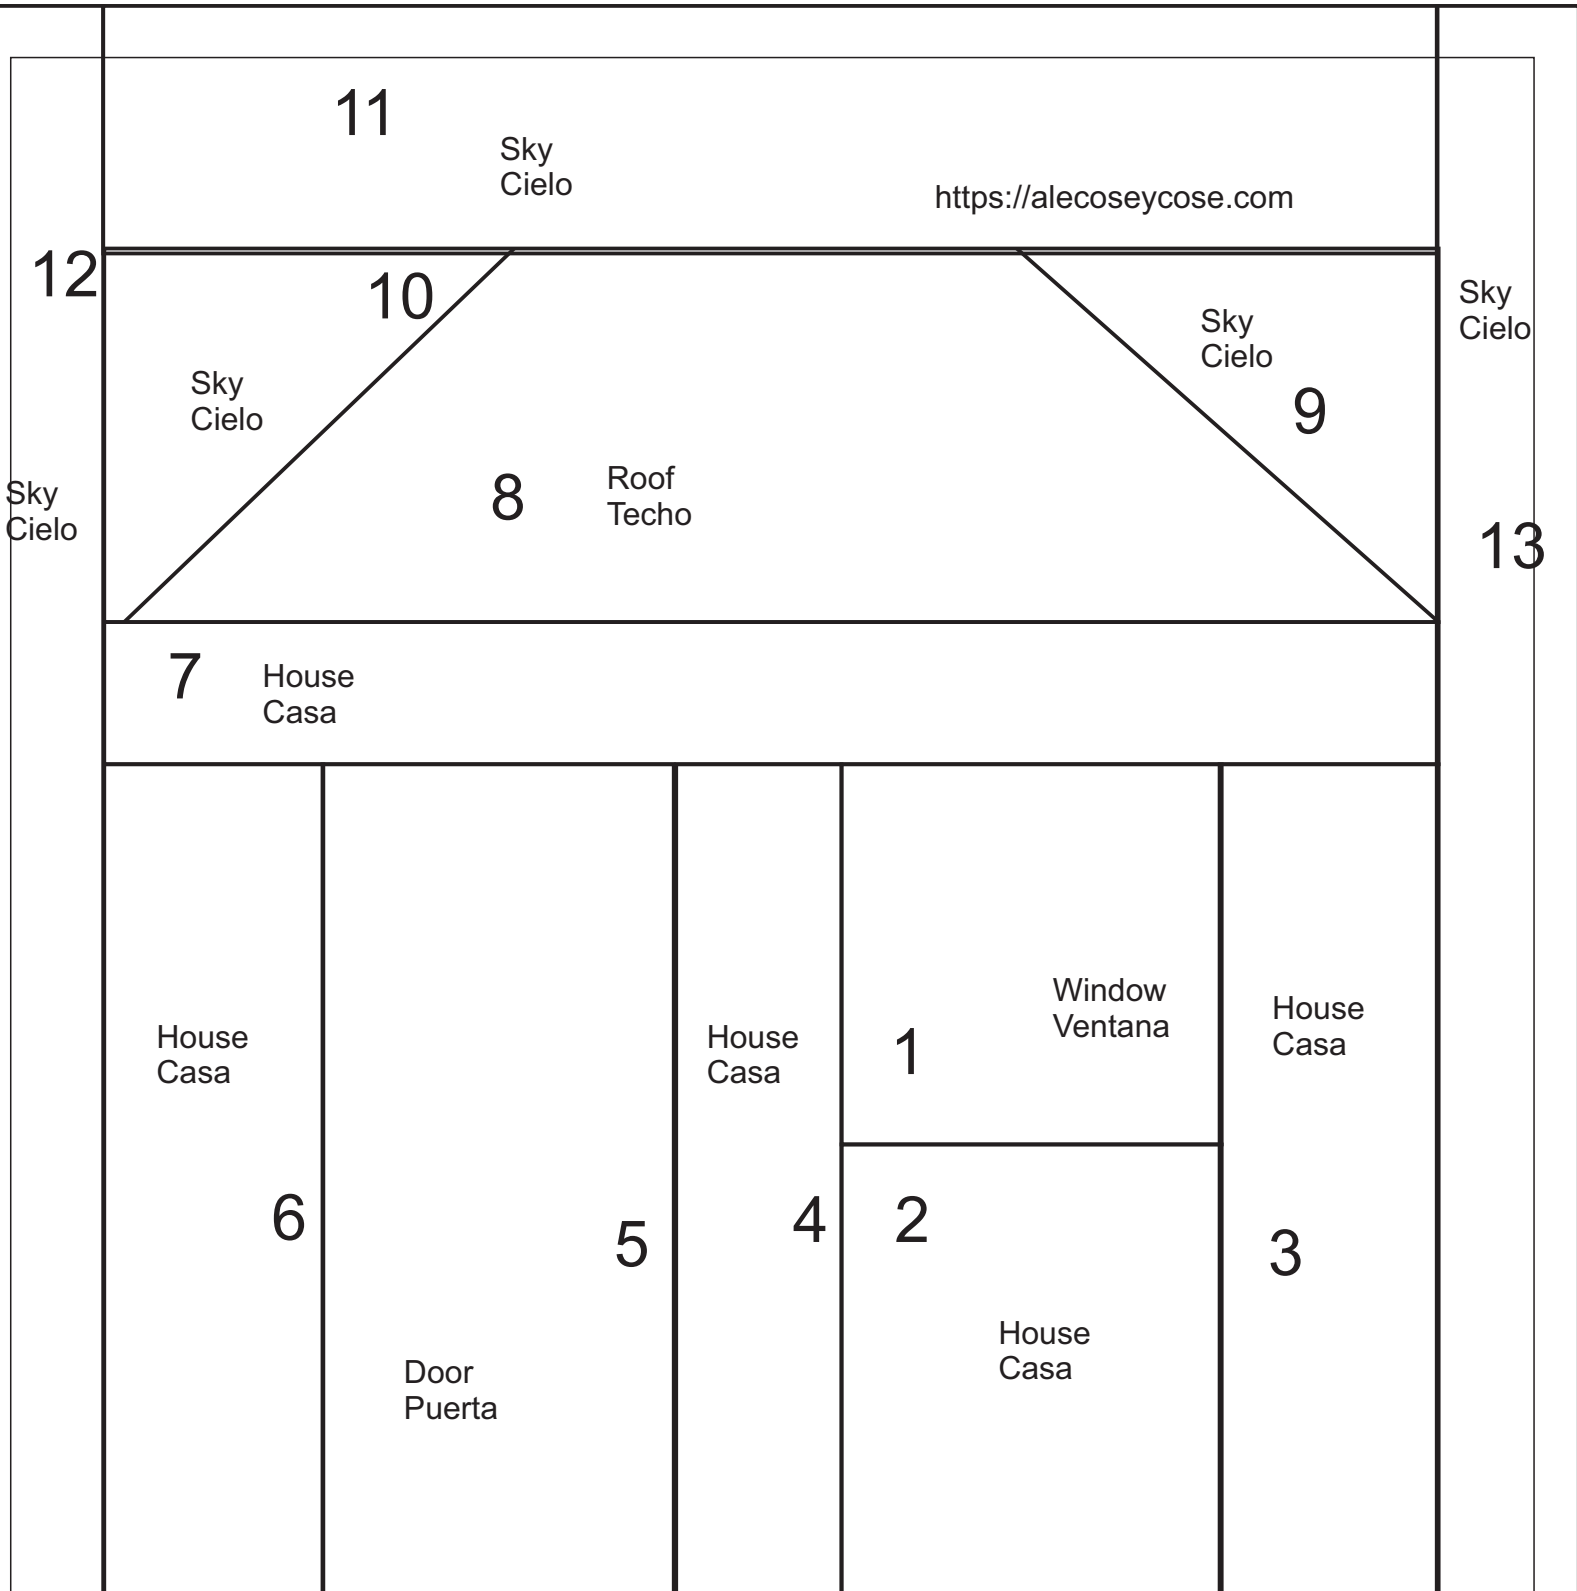 11
Sky
Cielo
https://alecoseycose.com
12
10
Sky
Cielo
Sky
Cielo
Sky
Cielo
9
8
Roof
Techo
Sky
Cielo
13
7
House
Casa
Window
Ventana
House
Casa
House
Casa
House
Casa
1
6
5
4
2
3
House
Casa
Door
Puerta